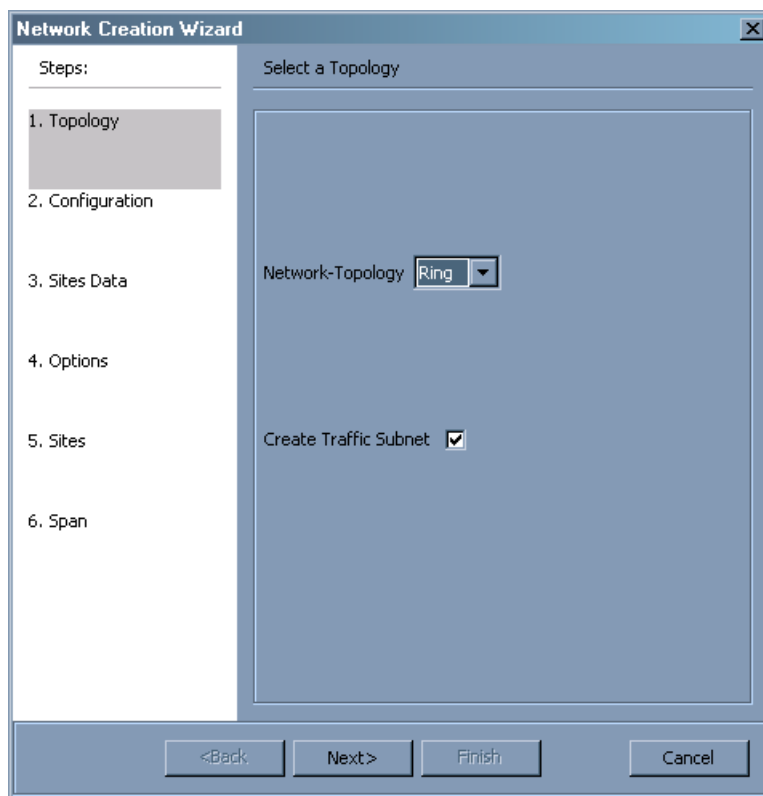 Network Creation Wizard
Steps:
1. Topology
2. Configuration
3. Sites Data
4. Options
5. Sites
6. Span
Select a Topology
Network-Topology Ring
Create Traffic Subnet
<Back
Next>
Finish
Cancel